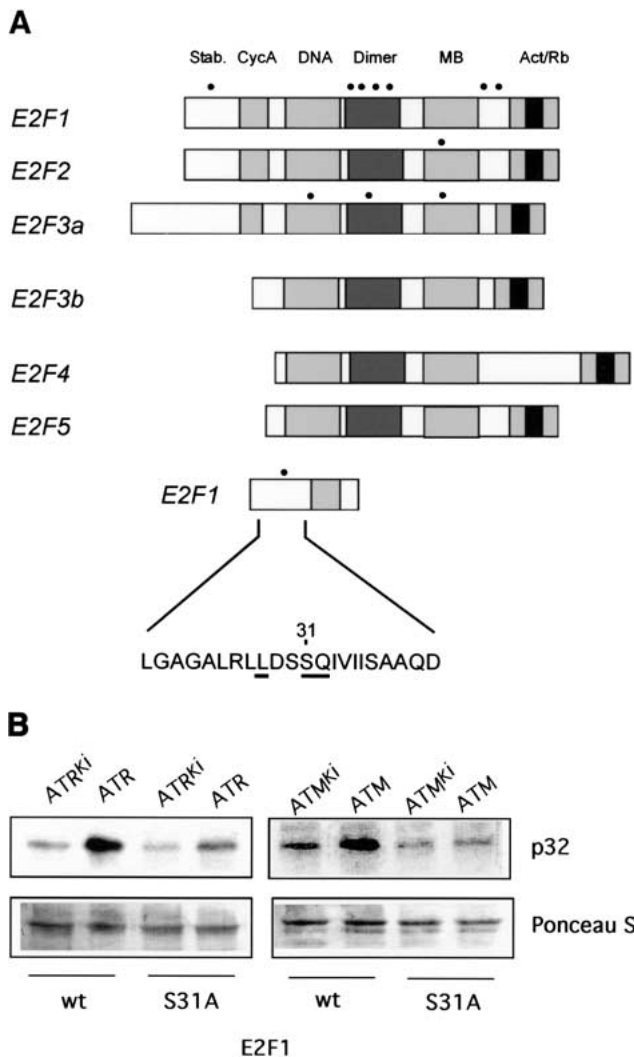 A
Stab. CycA DNA Dimer MB Act/Rb
E2F1
E2F2
E2F3a
E2F3b
E2F4
E2F5
E2F1
31
LGAGALRLLDSSQIVIISAAQD
B
ATRKi ATR ATRKi ATR ATMKi ATM ATMKi ATM
p32
Ponceau S
wt S31A wt S31A
E2F1